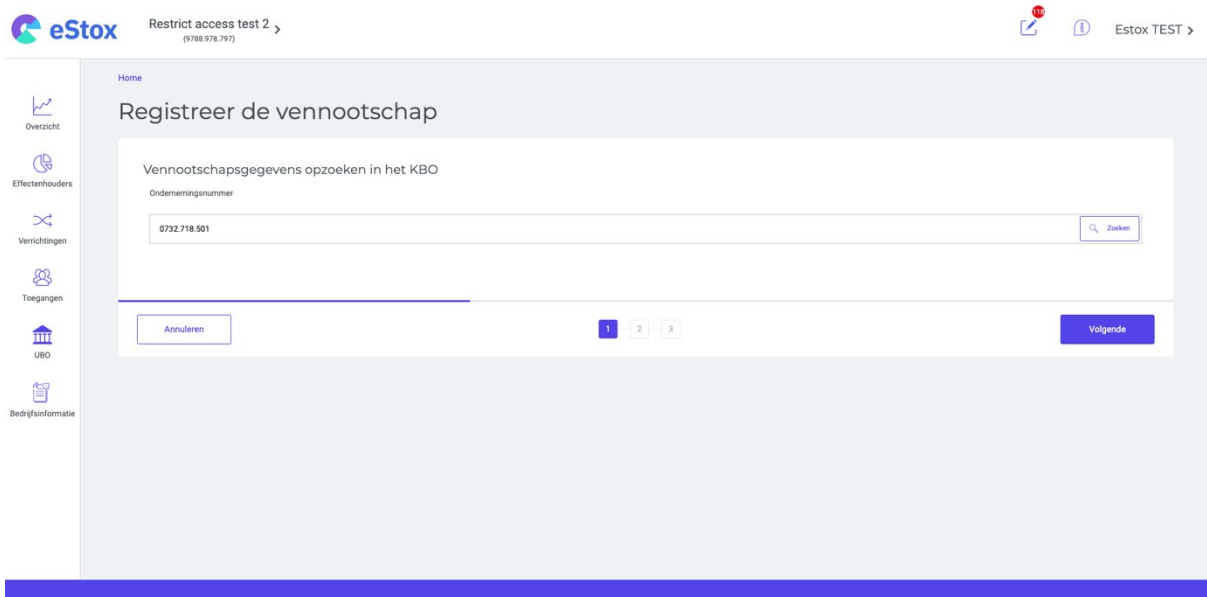 eStox
Restrict access test 2
(9788.978.797)
118
Estox TEST
Home
Registreer de vennootschap
Overzicht
Effectenhouders
Verrichtingen
Toegangen
UBO
Bedrijfsinformatie
Vennootschapsgegevens opzoeken in het KBO
Ondernemingsnummer
0732.718.501
Zoeken
Annuleren
1 2 3
Volgende